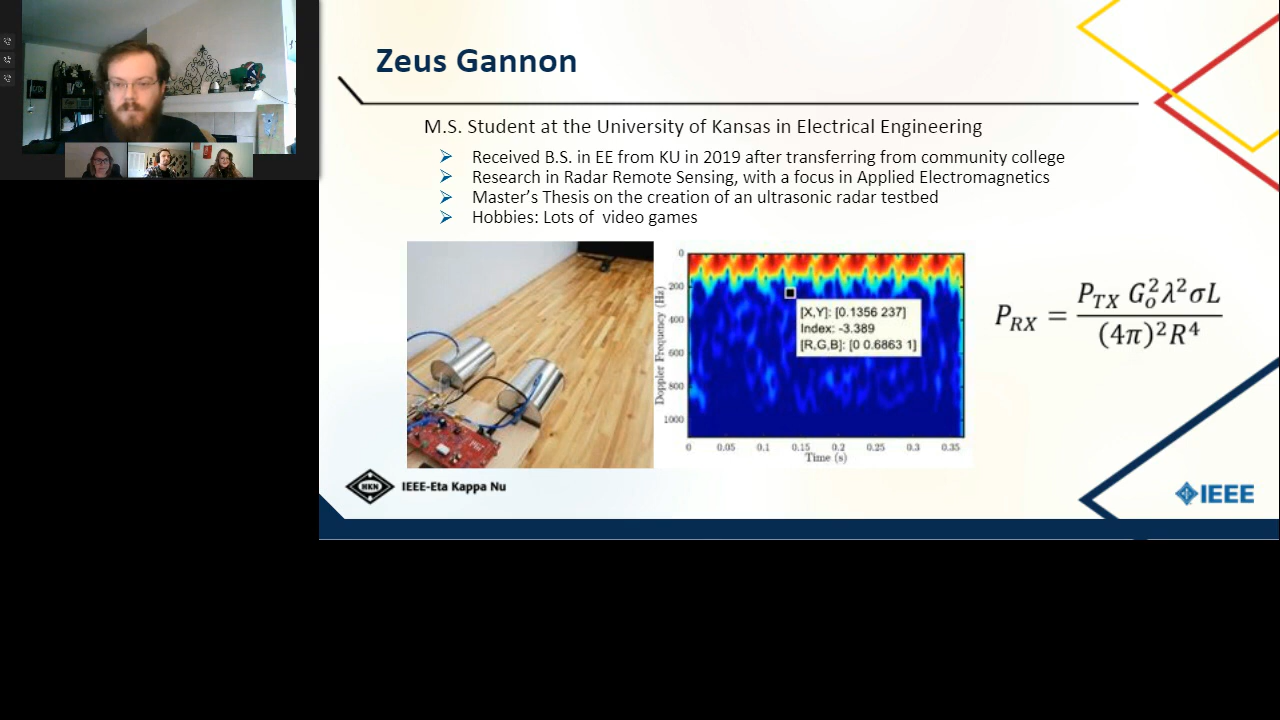 Zeus Gannon
M.S. Student at the University of Kansas in Electrical Engineering
Received B.S. in EE from KU in 2019 after transferring from community college
Research in Radar Remote Sensing, with a focus in Applied Electromagnetics
Master's Thesis on the creation of an ultrasonic radar testbed
Hobbies: Lots of video games
Doppler Frequency (Hz)
0
200
400
600
800
1000
[X,Y]: [0.1356 237]
Index: -3.389
[R,G,B]: [0 0.6863 1]
0 0.05 0.1 0.15 0.2 0.25 0.3 0.35
Time (s)
P_RX = P_TX G_o^2 λ^2 σL / (4π)^2 R^4
HKN IEEE-Eta Kappa Nu
IEEE